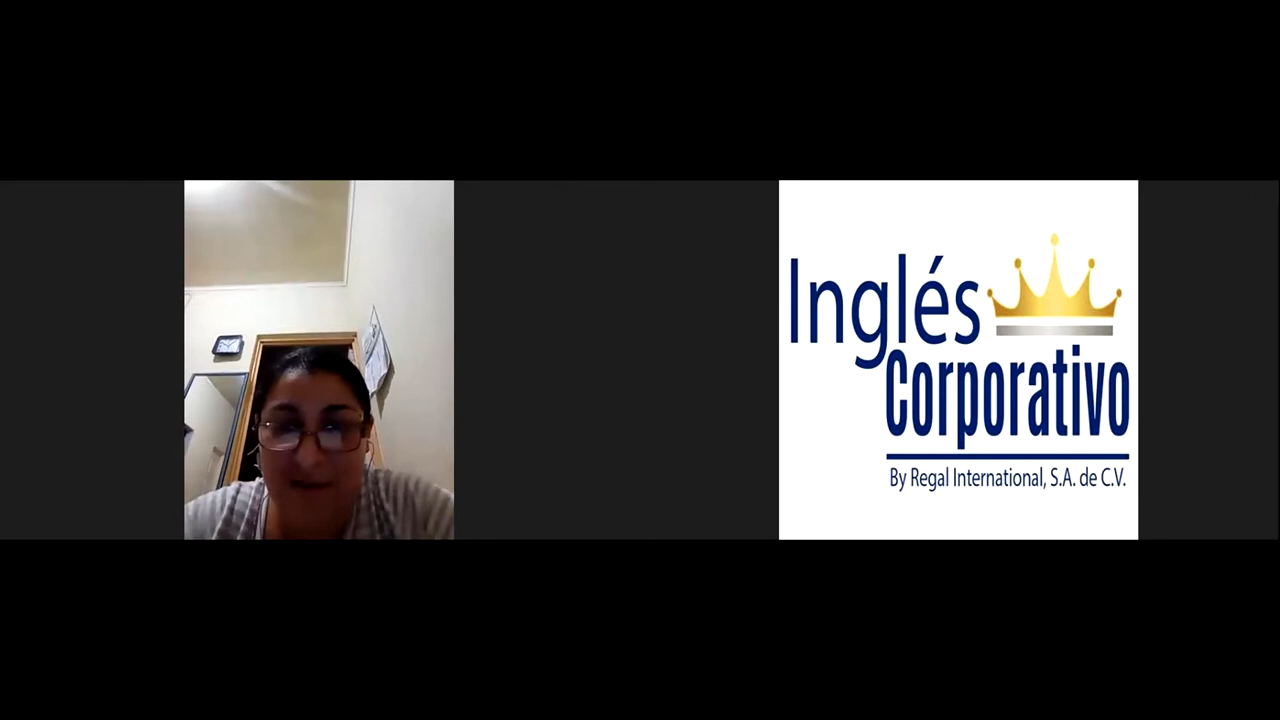 Inglés
Corporativo
By Regal International, S.A. de C.V.